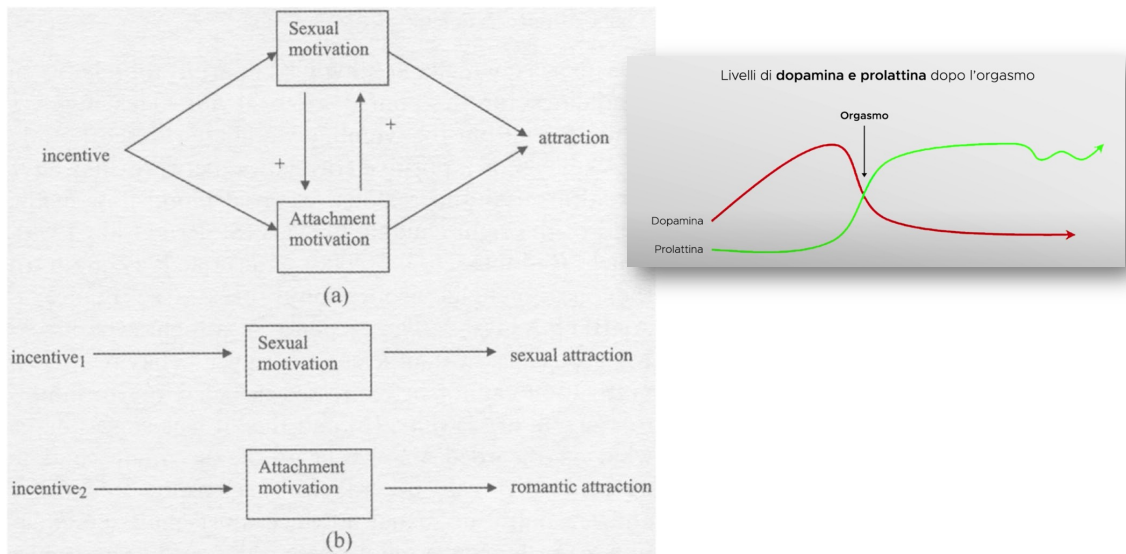 Sexual
motivation
+
+
incentive
attraction
Attachment
motivation
(a)
incentive1
Sexual
motivation
sexual attraction
incentive2
Attachment
motivation
romantic attraction
(b)
Livelli di dopamina e prolattina dopo l'orgasmo
Orgasmo
Dopamina
Prolattina